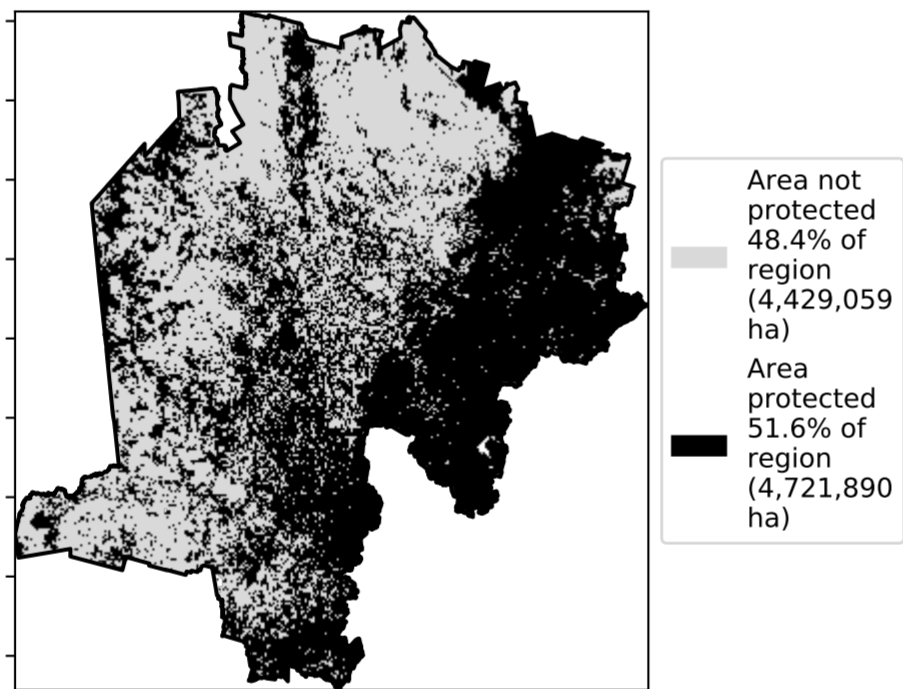 Area not
protected
48.4% of
region
(4,429,059
ha)
Area
protected
51.6% of
region
(4,721,890
ha)